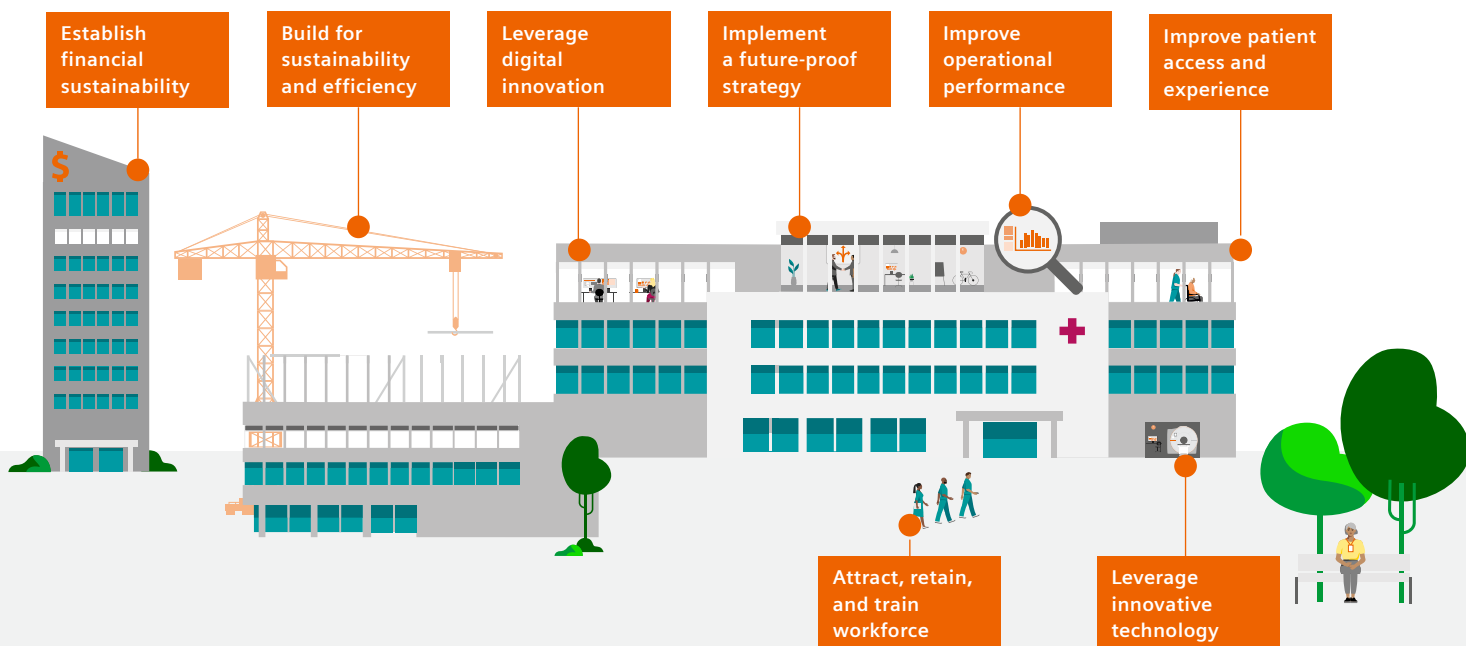 Establish
financial
sustainability
Build for
sustainability
and efficiency
Leverage
digital
innovation
Implement
a future-proof
strategy
Improve
operational
performance
Improve patient
access and
experience
$
Attract, retain,
and train
workforce
Leverage
innovative
technology